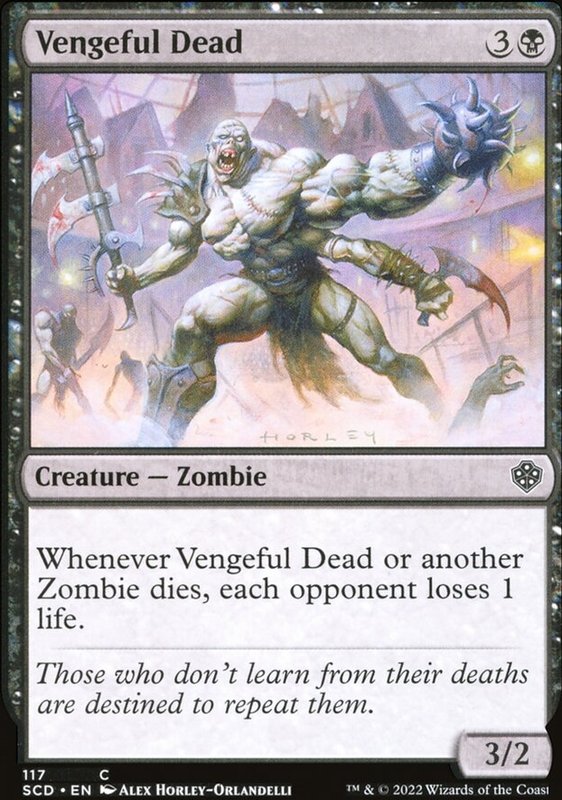 Vengeful Dead 3
HORLEY
Creature — Zombie
Whenever Vengeful Dead or another
Zombie dies, each opponent loses 1
life.
Those who don't learn from their deaths
are destined to repeat them.
3/2
117 C
SCD • EN ALEX HORLEY-ORLANDELLI ™ & © 2022 Wizards of the Coast